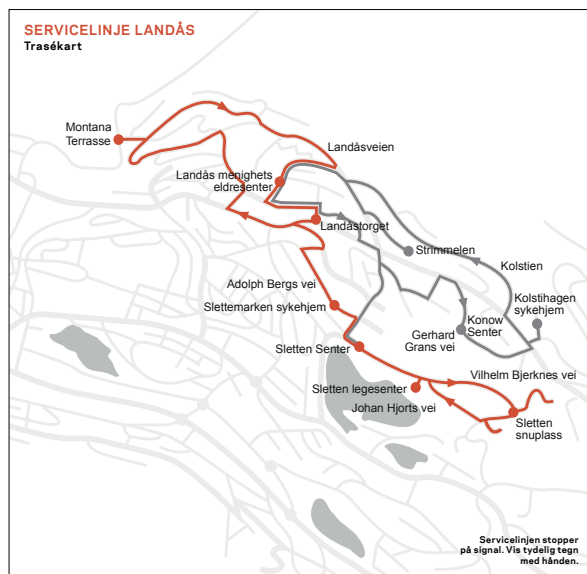 SERVICELINJE LANDÅS
Trasékart
Montana
Terrasse
Landåsveien
Landås menighets
eldresenter
Landåstorget
Strimmelen
Kolstien
Adolph Bergs vei
Kolstihagen
sykehjem
Slettemarken sykehjem
Konow
Senter
Gerhard
Grans vei
Sletten Senter
Vilhelm Bjerknes vei
Sletten legesenter
Johan Hjorts vei
Sletten
snuplass
Servicelinjen stopper
på signal. Vis tydelig tegn
med hånden.